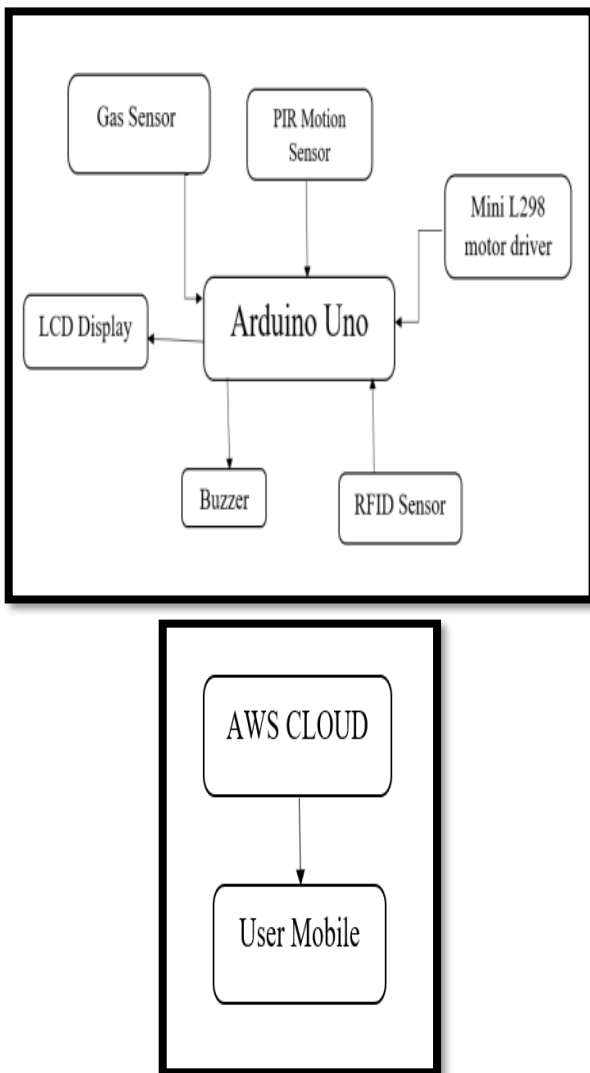 Gas Sensor
PIR Motion
Sensor
Mini L298
motor driver
Arduino Uno
LCD Display
Buzzer
RFID Sensor
AWS CLOUD
User Mobile